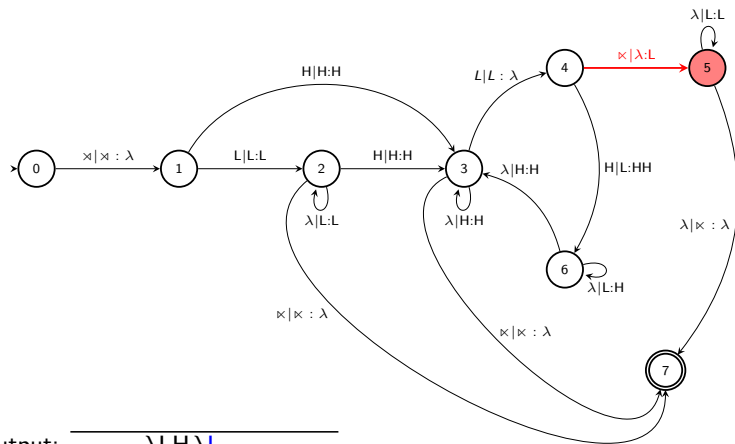 λ|L:L
4
⋉|λ:L
5
H|H:H
L|L : λ
0
⋊|⋊ : λ
1
L|L:L
2
H|H:H
3
λ|H:H
H|L:HH
λ|L:L
λ|H:H
λ|⋉ : λ
6
λ|L:H
⋉|⋉ : λ
⋉|⋉ : λ
7